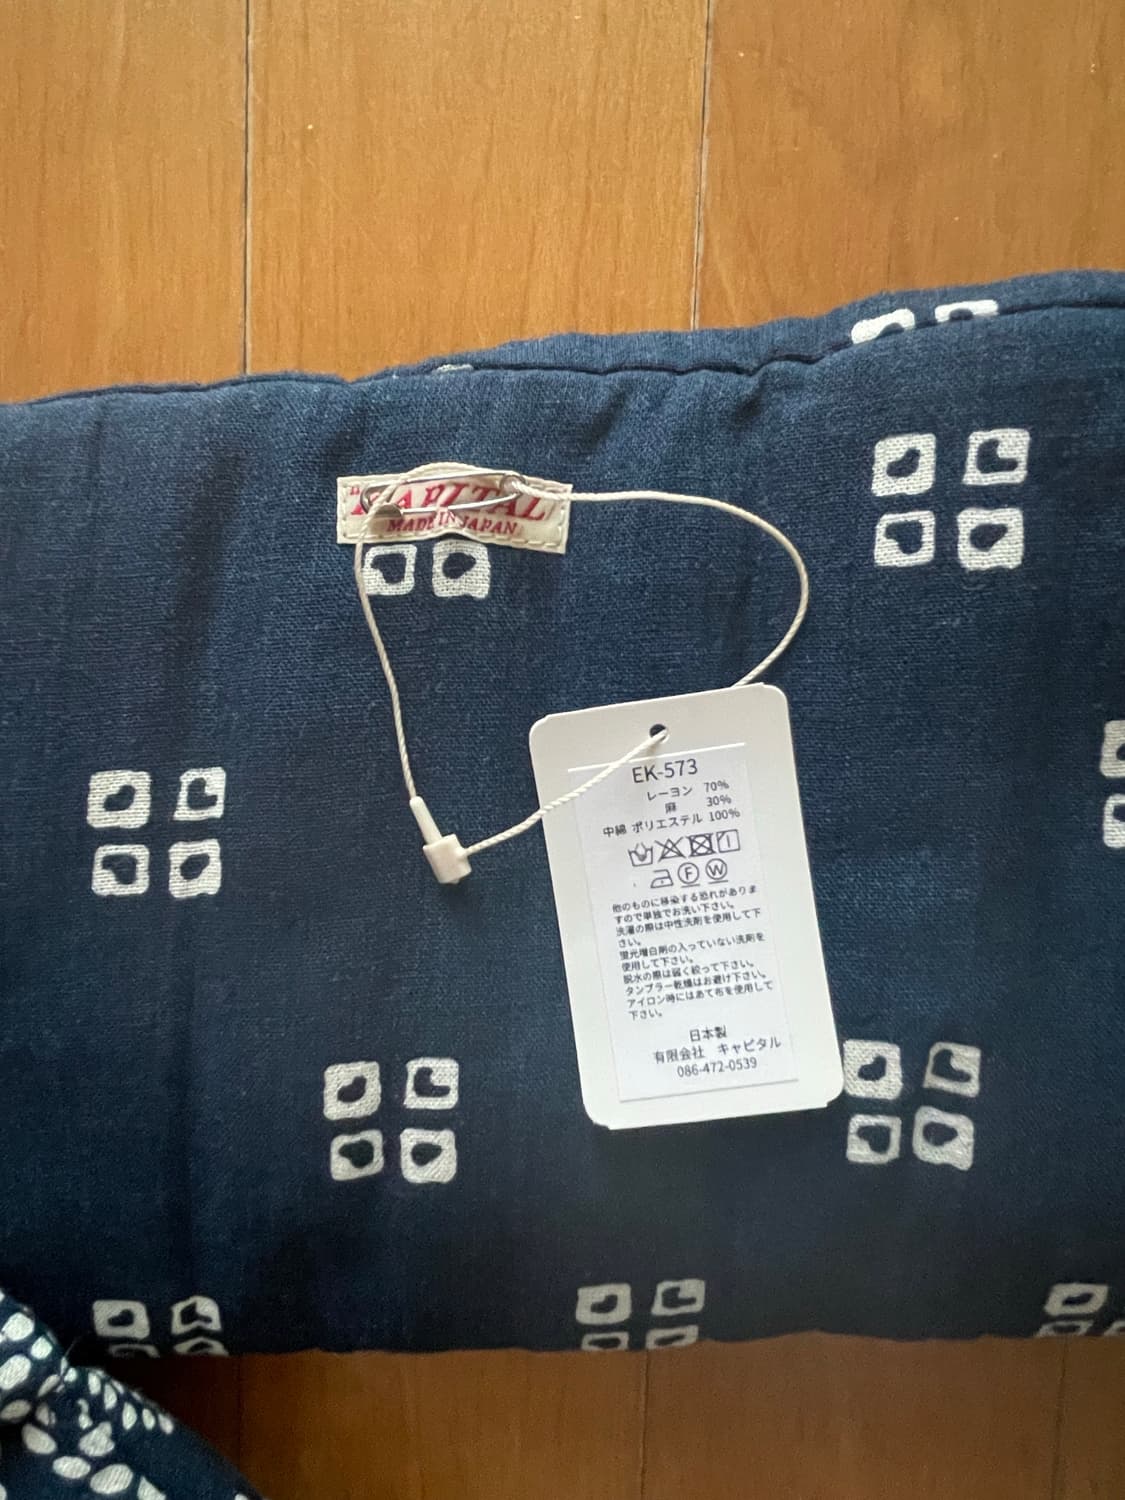 "KAPITAL"
MADE IN JAPAN
EK-573
レーヨン 70%
麻 30%
中綿 ポリエステル 100%
F W
他のものに移染する恐れがありま
すので単独でお洗い下さい。
洗濯の際は中性洗剤を使用して下
さい。
蛍光増白剤の入っていない洗剤を
使用して下さい。
脱水の際は弱く絞って下さい。
タンブラー乾燥はお避け下さい。
アイロン時にはあて布を使用して
下さい。
日本製
有限会社 キャピタル
086-472-0539